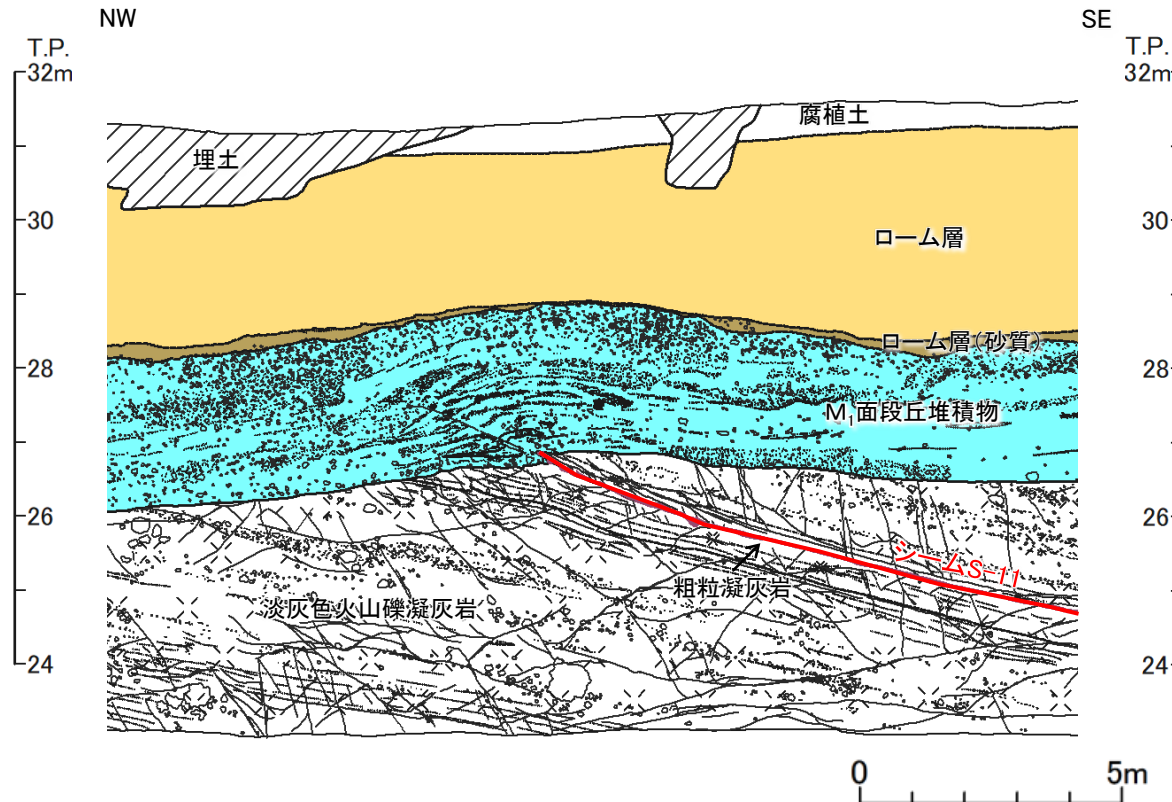 NW
SE
T.P.
T.P.
32m
32m
腐植土
埋土
30
30
ローム層
ローム層(砂質)
28
28
M1面段丘堆積物
26
26
シームS-11
粗粒凝灰岩
淡灰色火山礫凝灰岩
24
24
0
5m